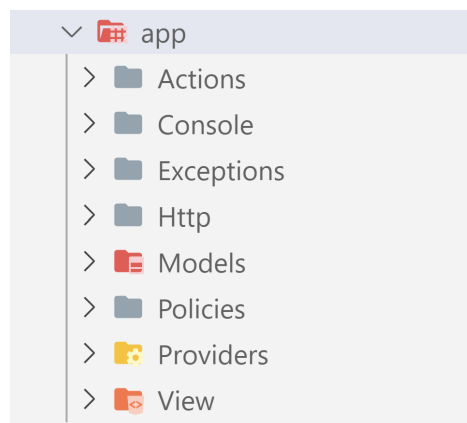 app
Actions
Console
Exceptions
Http
Models
Policies
Providers
View